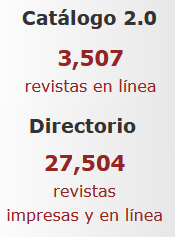 Catálogo 2.0
3,507
revistas en línea
Directorio
27,504
revistas
impresas y en línea